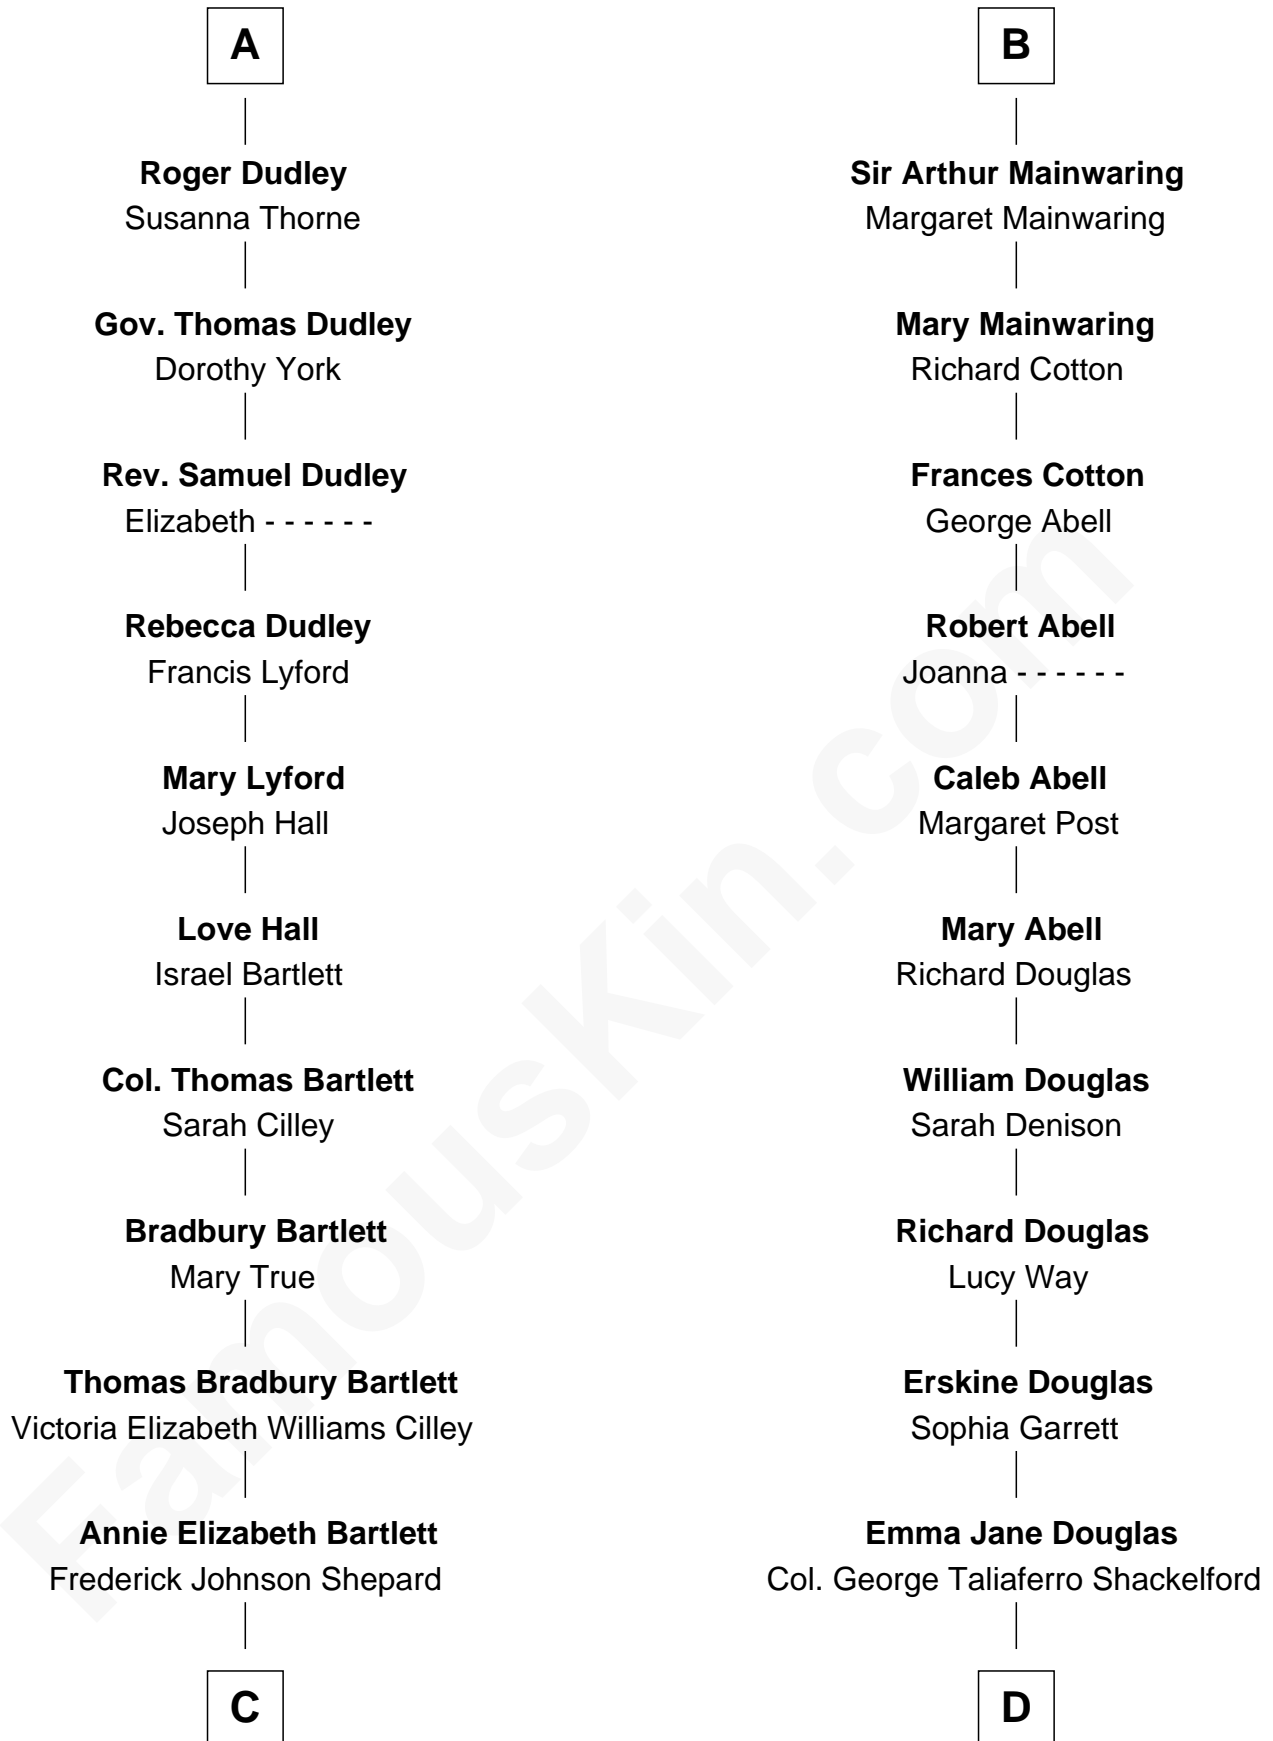 A
Roger Dudley
Susanna Thorne
Gov. Thomas Dudley
Dorothy York
Rev. Samuel Dudley
Elizabeth - - - - - -
Rebecca Dudley
Francis Lyford
Mary Lyford
Joseph Hall
Love Hall
Israel Bartlett
Col. Thomas Bartlett
Sarah Cilley
Bradbury Bartlett
Mary True
Thomas Bradbury Bartlett
Victoria Elizabeth Williams Cilley
Annie Elizabeth Bartlett
Frederick Johnson Shepard
C
B
Sir Arthur Mainwaring
Margaret Mainwaring
Mary Mainwaring
Richard Cotton
Frances Cotton
George Abell
Robert Abell
Joanna - - - - - -
Caleb Abell
Margaret Post
Mary Abell
Richard Douglas
William Douglas
Sarah Denison
Richard Douglas
Lucy Way
Erskine Douglas
Sophia Garrett
Emma Jane Douglas
Col. George Taliaferro Shackelford
D
FamousKin.com